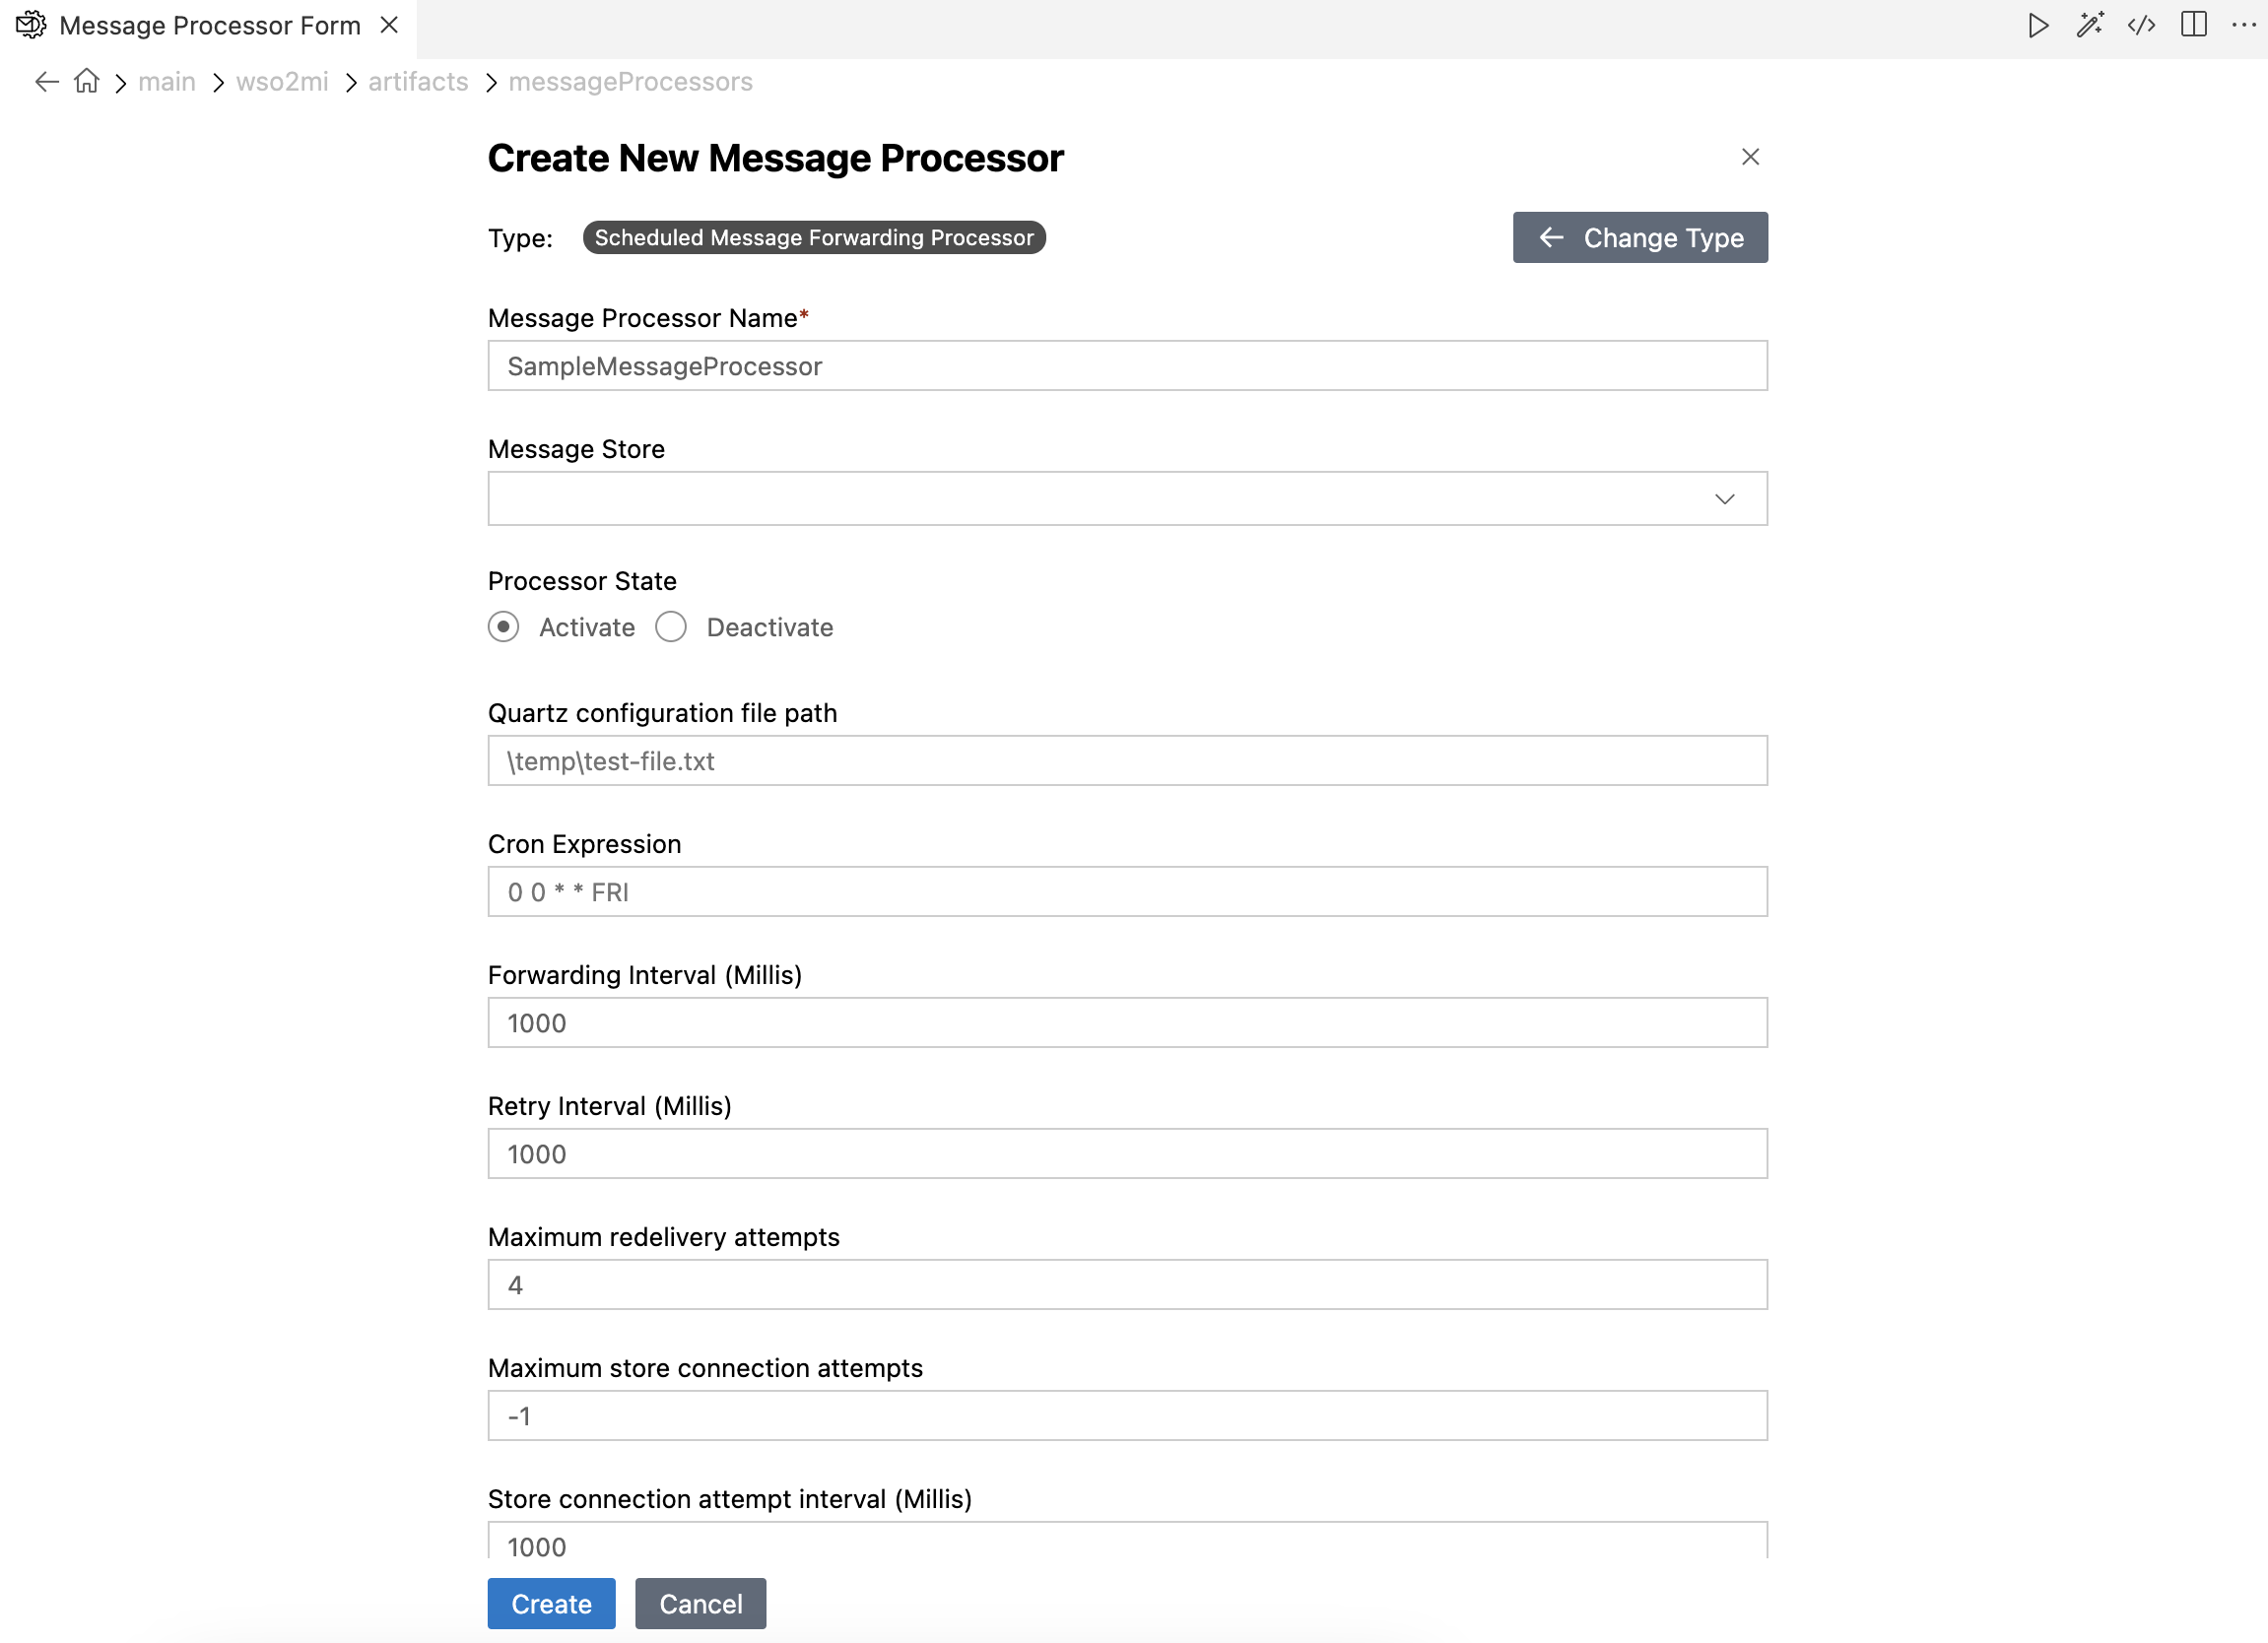 Message Processor Form
main > wso2mi > artifacts > messageProcessors
Create New Message Processor
Type: Scheduled Message Forwarding Processor
Change Type
Message Processor Name*
SampleMessageProcessor
Message Store
Processor State
Activate Deactivate
Quartz configuration file path
\temp\test-file.txt
Cron Expression
0 0 * * FRI
Forwarding Interval (Millis)
1000
Retry Interval (Millis)
1000
Maximum redelivery attempts
4
Maximum store connection attempts
-1
Store connection attempt interval (Millis)
1000
Create Cancel